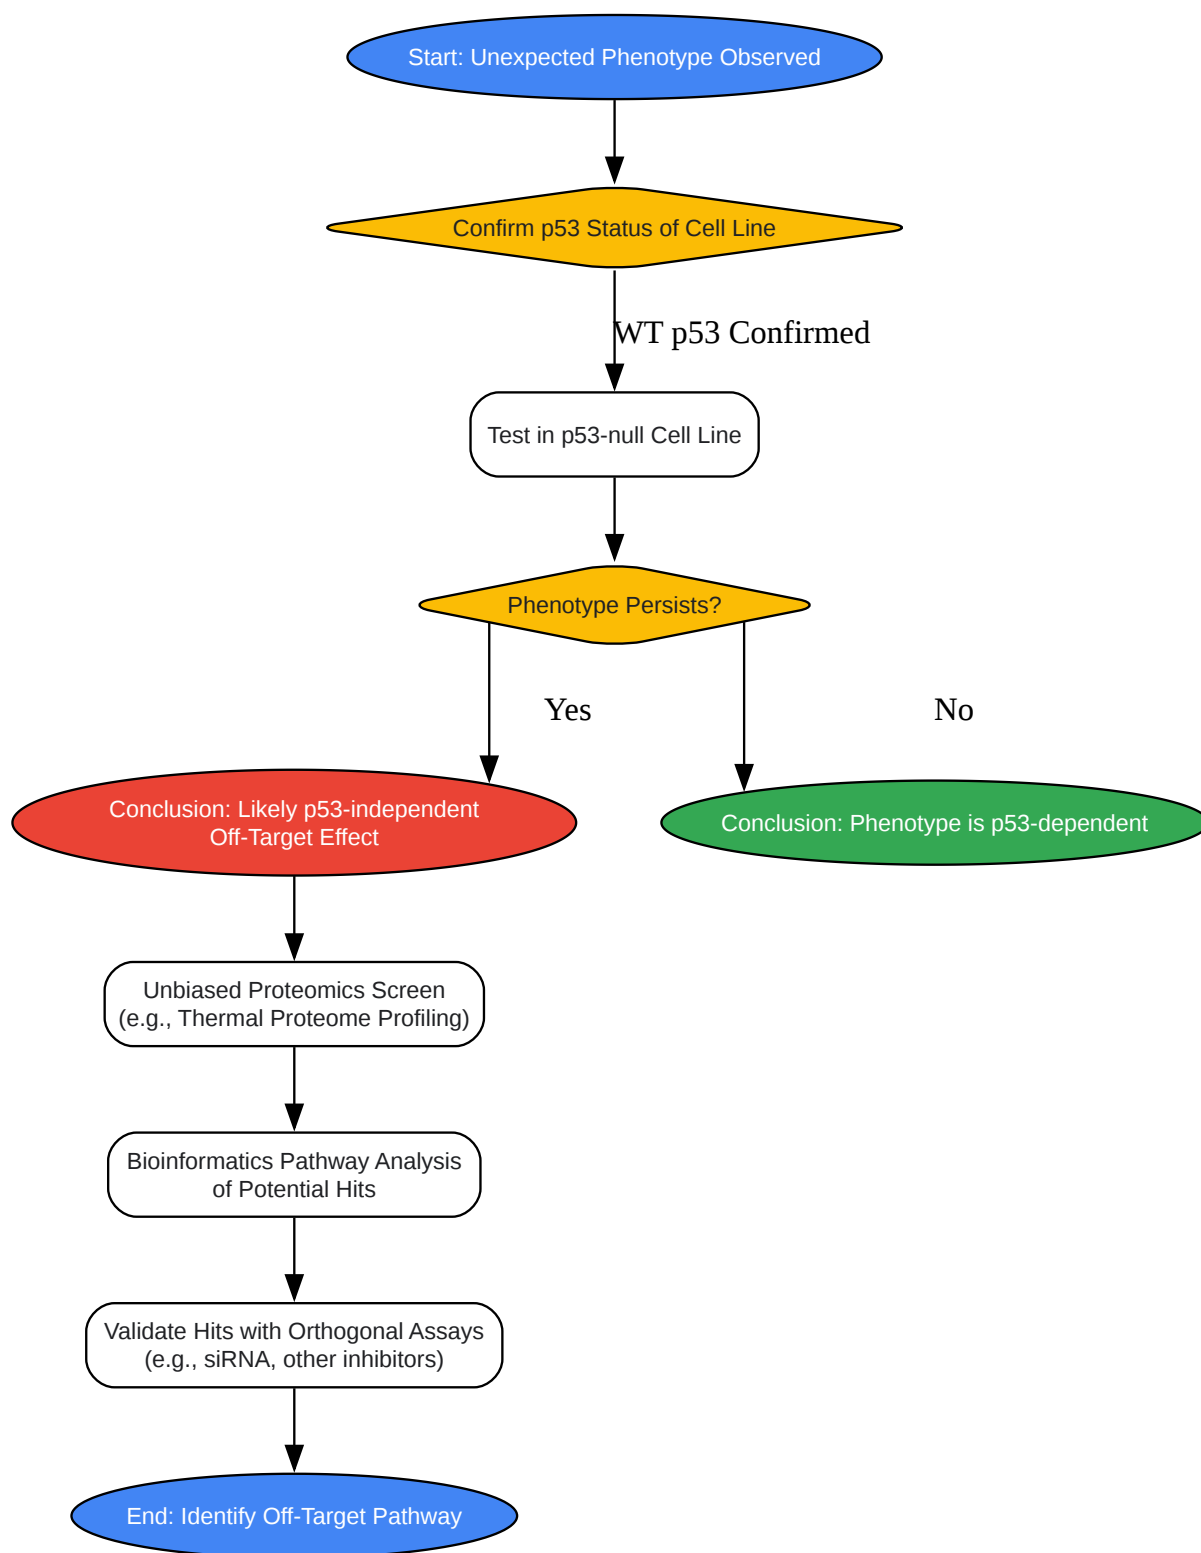 Start: Unexpected Phenotype Observed
Confirm p53 Status of Cell Line
WT p53 Confirmed
Test in p53-null Cell Line
Phenotype Persists?
Yes
No
Conclusion: Likely p53-independent
Off-Target Effect
Conclusion: Phenotype is p53-dependent
Unbiased Proteomics Screen
(e.g., Thermal Proteome Profiling)
Bioinformatics Pathway Analysis
of Potential Hits
Validate Hits with Orthogonal Assays
(e.g., siRNA, other inhibitors)
End: Identify Off-Target Pathway